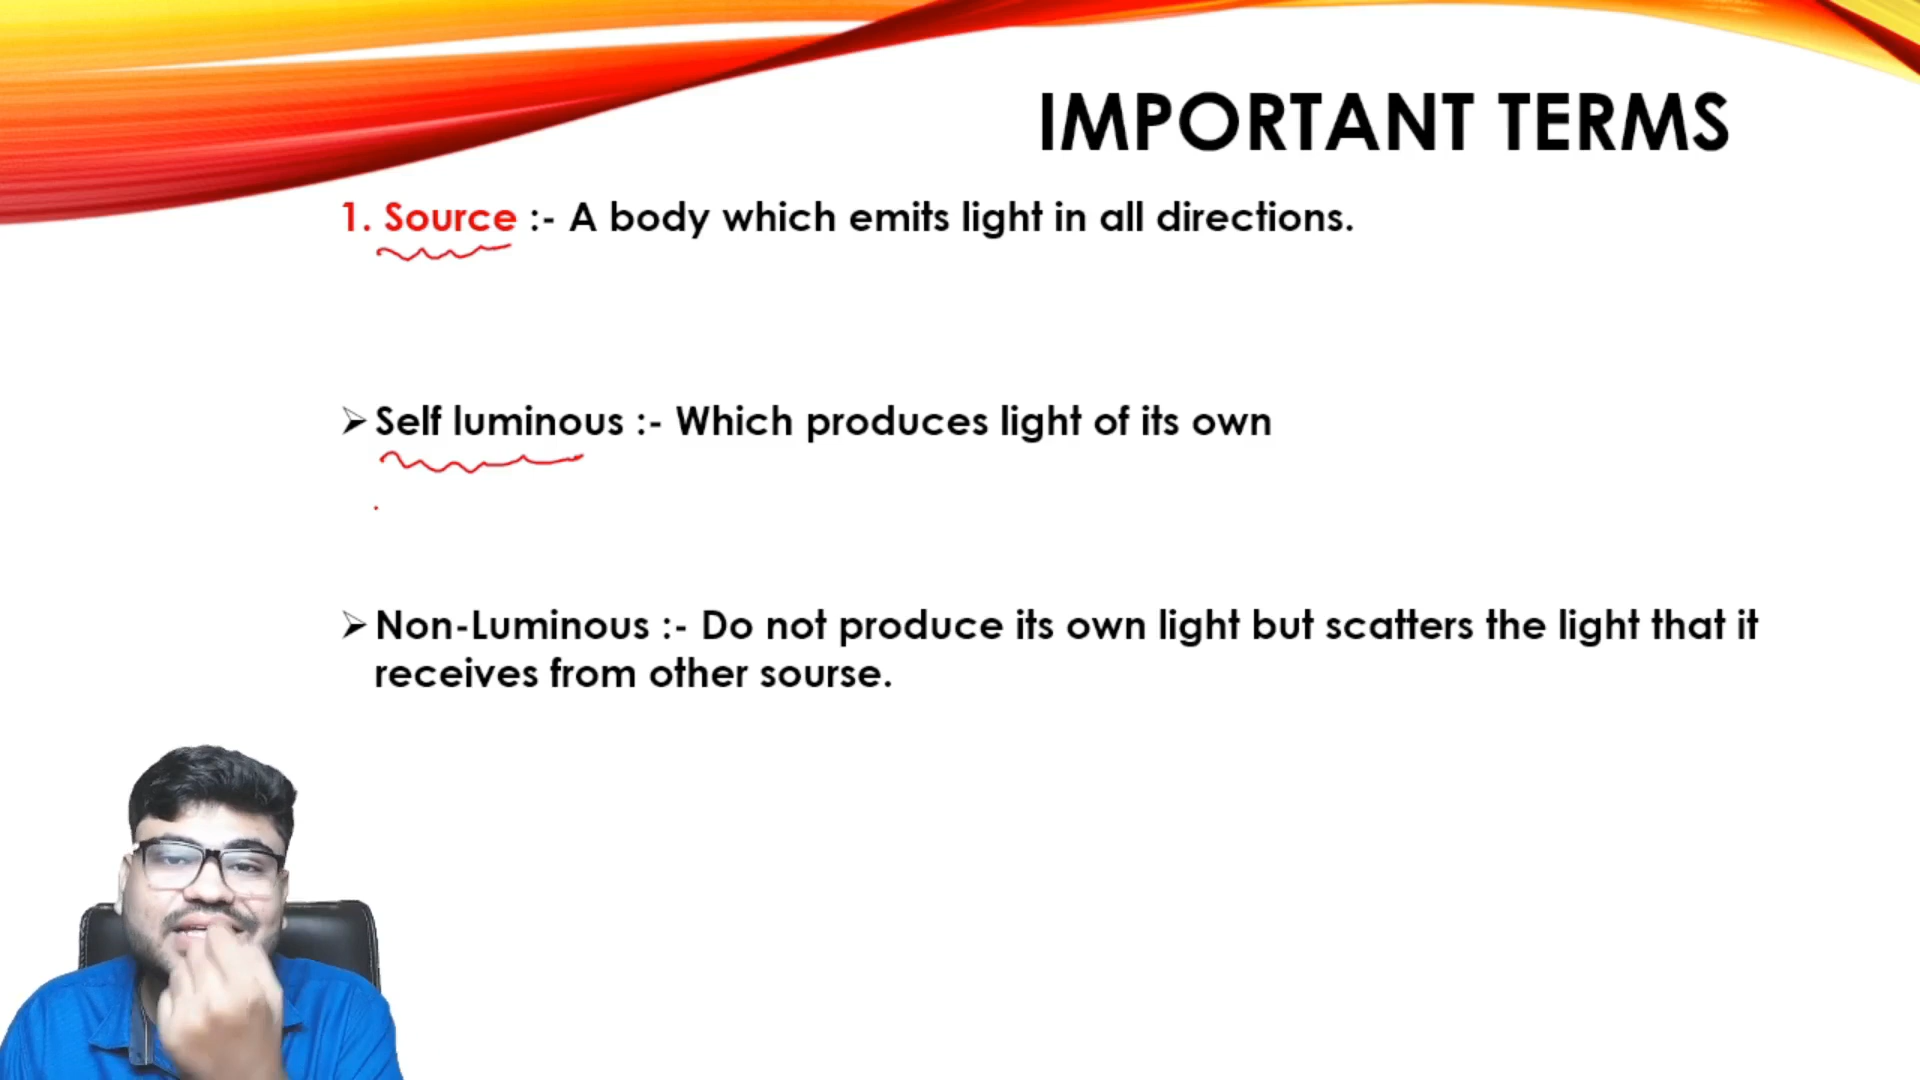 IMPORTANT TERMS
1. Source :- A body which emits light in all directions.
➢ Self luminous :- Which produces light of its own
➢ Non-Luminous :- Do not produce its own light but scatters the light that it
receives from other sourse.